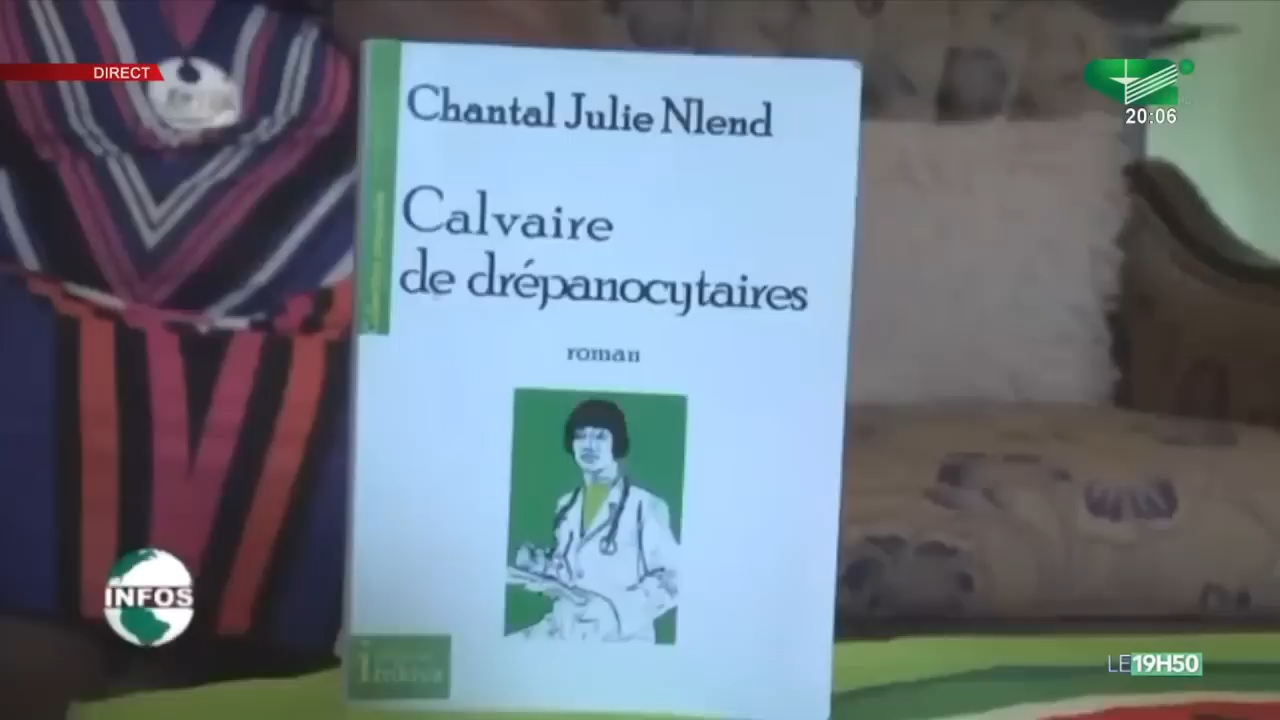 DIRECT
20:06
Chantal Julie Nlend
Calvaire
de drépanocytaires
roman
INFOS
LE 19H50